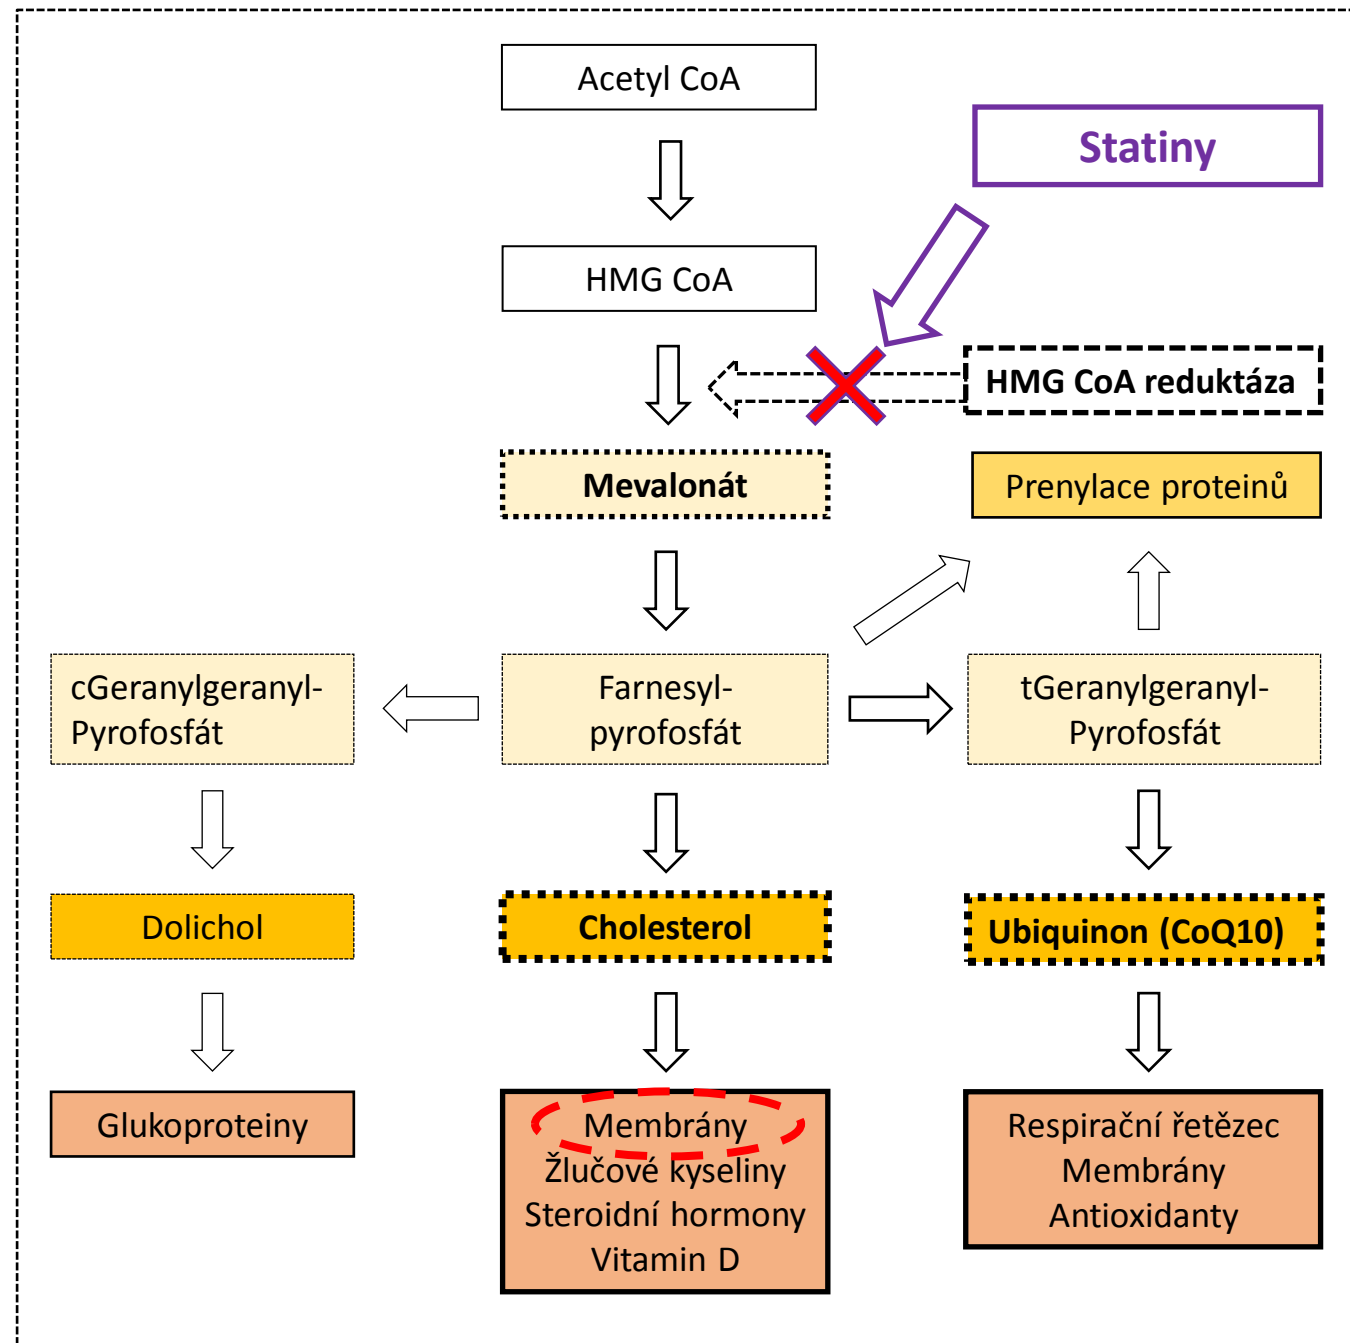 Acetyl CoA
Statiny
HMG CoA
HMG CoA reduktáza
Mevalonát
Prenylace proteinů
cGeranylgeranyl-
Pyrofosfát
Farnesyl-
pyrofosfát
tGeranylgeranyl-
Pyrofosfát
Dolichol
Cholesterol
Ubiquinon (CoQ10)
Glukoproteiny
Membrány
Žlučové kyseliny
Steroidní hormony
Vitamin D
Respirační řetězec
Membrány
Antioxidanty